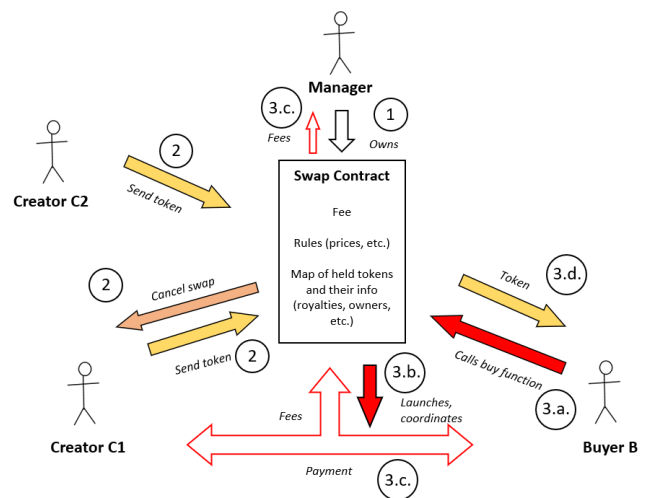 Manager
3.c.
1
Fees
Owns
2
Creator C2
Send token
Swap Contract
Fee
Rules (prices, etc.)
Map of held tokens
and their info
(royalties, owners,
etc.)
2
Cancel swap
Send token
2
Token
3.d.
Calls buy function
3.a.
3.b.
Launches,
coordinates
Fees
Creator C1
Buyer B
Payment
3.c.